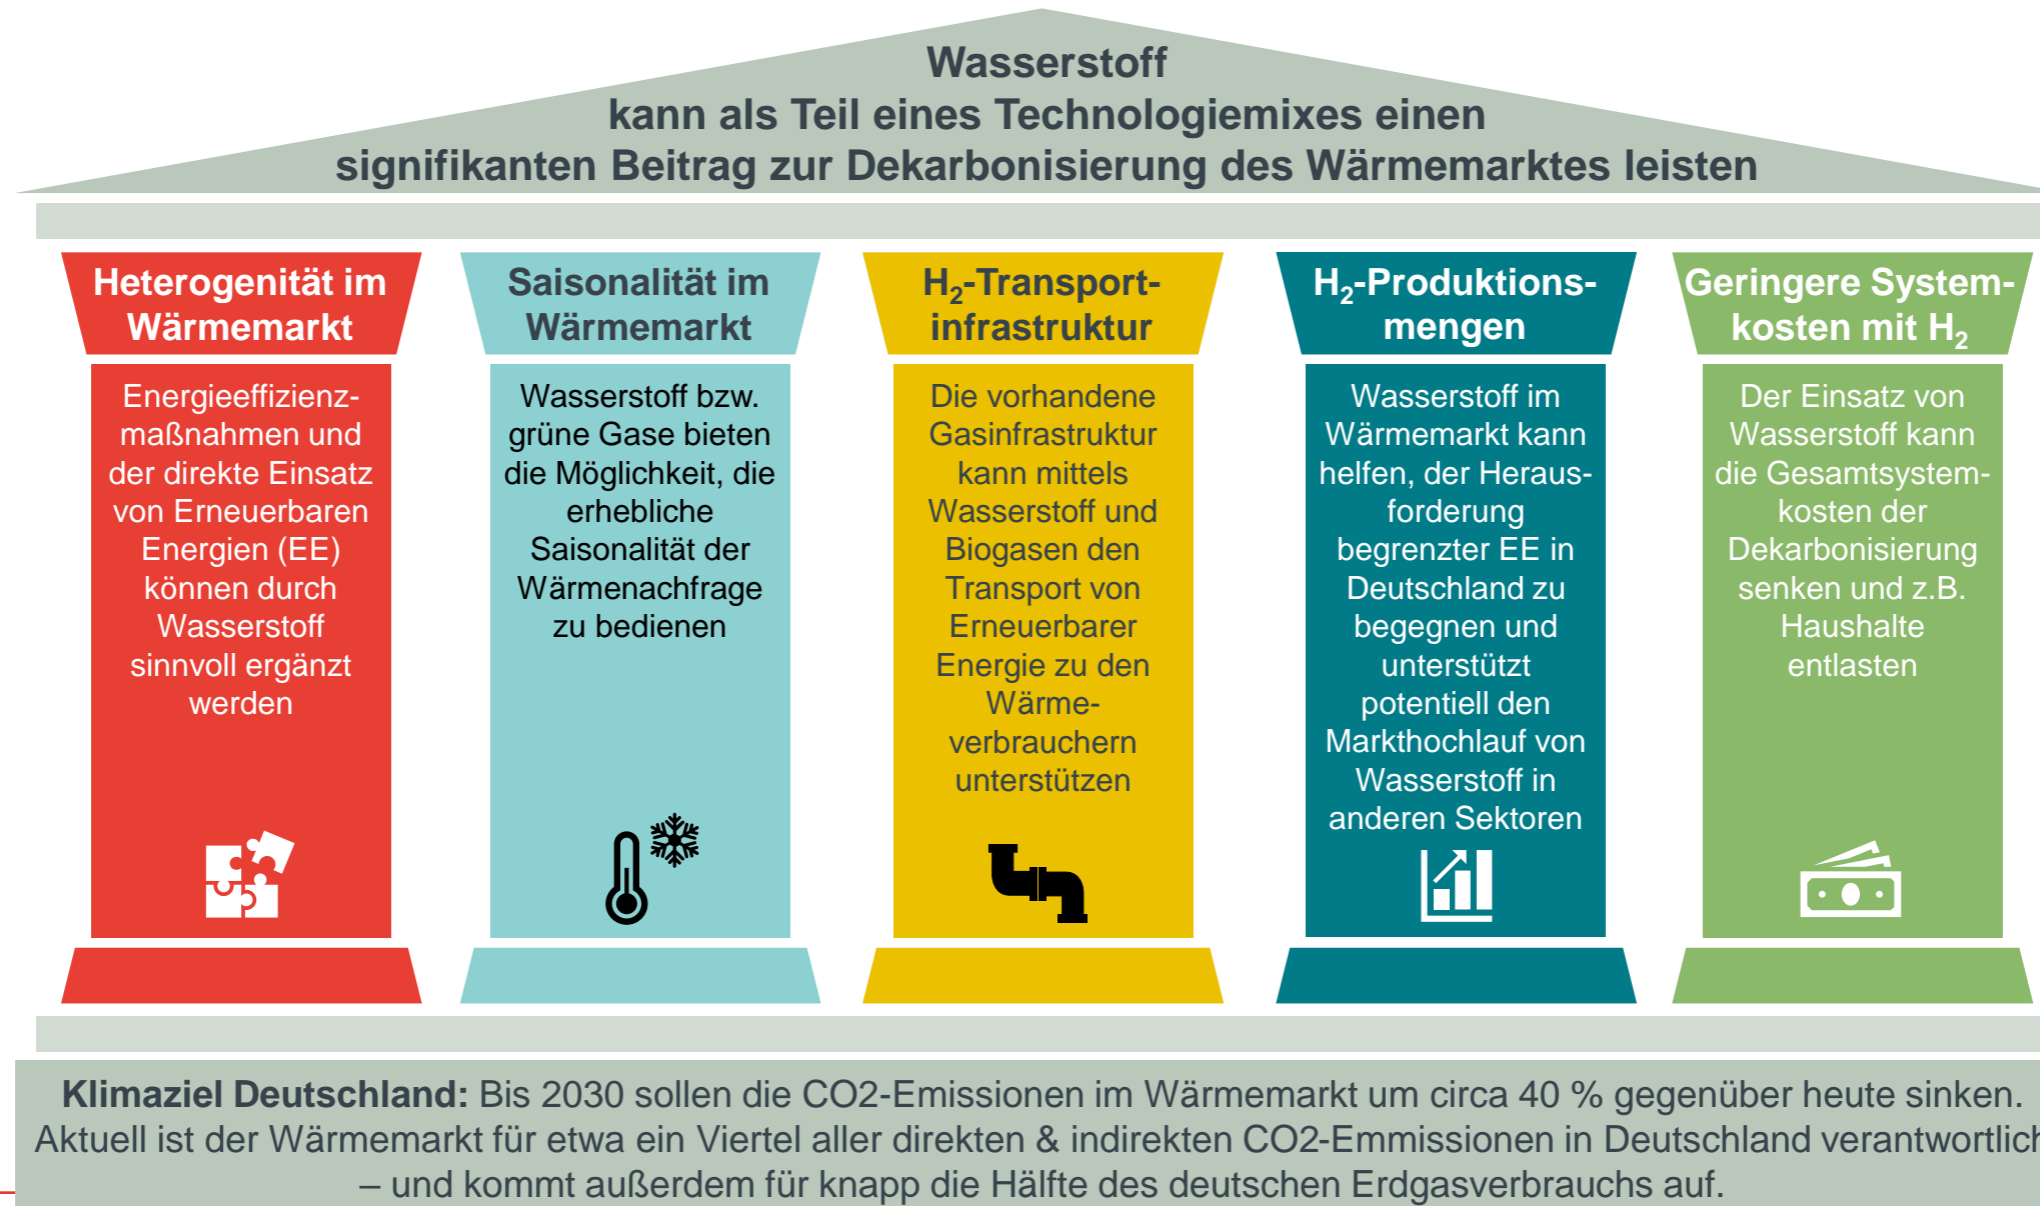 Wasserstoff
kann als Teil eines Technologiemixes einen
signifikanten Beitrag zur Dekarbonisierung des Wärmemarktes leisten
Heterogenität im
Wärmemarkt
Energieeffizienz-
maßnahmen und
der direkte Einsatz
von Erneuerbaren
Energien (EE)
können durch
Wasserstoff
sinnvoll ergänzt
werden
Saisonalität im
Wärmemarkt
Wasserstoff bzw.
grüne Gase bieten
die Möglichkeit, die
erhebliche
Saisonalität der
Wärmenachfrage
zu bedienen
H₂-Transport-
infrastruktur
Die vorhandene
Gasinfrastruktur
kann mittels
Wasserstoff und
Biogasen den
Transport von
Erneuerbarer
Energie zu den
Wärme-
verbrauchern
unterstützen
H₂-Produktions-
mengen
Wasserstoff im
Wärmemarkt kann
helfen, der Heraus-
forderung
begrenzter EE in
Deutschland zu
begegnen und
unterstützt
potentiell den
Markthochlauf von
Wasserstoff in
anderen Sektoren
Geringere System-
kosten mit H₂
Der Einsatz von
Wasserstoff kann
die Gesamtsystem-
kosten der
Dekarbonisierung
senken und z.B.
Haushalte
entlasten
Klimaziel Deutschland: Bis 2030 sollen die CO2-Emissionen im Wärmemarkt um circa 40 % gegenüber heute sinken.
Aktuell ist der Wärmemarkt für etwa ein Viertel aller direkten & indirekten CO2-Emmissionen in Deutschland verantwortlich
– und kommt außerdem für knapp die Hälfte des deutschen Erdgasverbrauchs auf.